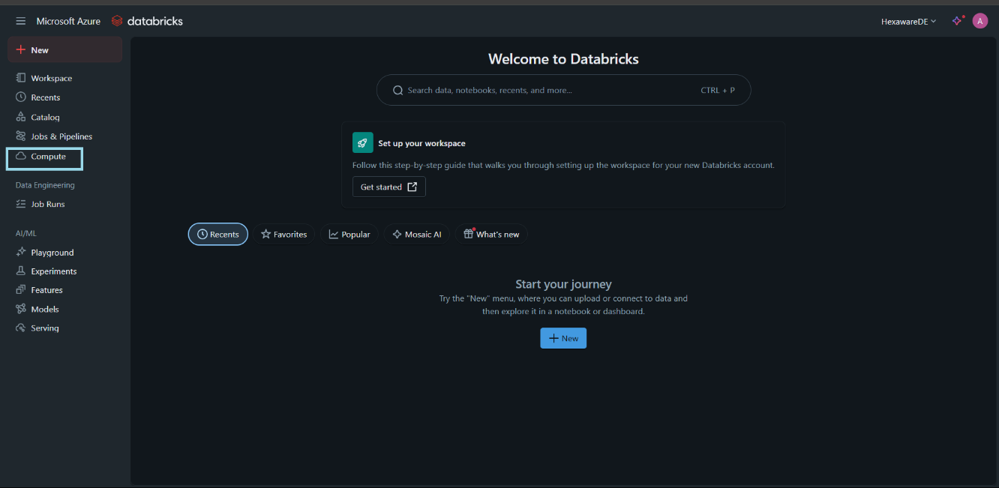 Microsoft Azure databricks
HexawareDE
A
New
Workspace
Recents
Catalog
Jobs & Pipelines
Compute
Data Engineering
Job Runs
AI/ML
Playground
Experiments
Features
Models
Serving
Welcome to Databricks
Search data, notebooks, recents, and more... CTRL + P
Set up your workspace
Follow this step-by-step guide that walks you through setting up the workspace for your new Databricks account.
Get started
Recents Favorites Popular Mosaic AI What's new
Start your journey
Try the "New" menu, where you can upload or connect to data and
then explore it in a notebook or dashboard.
New